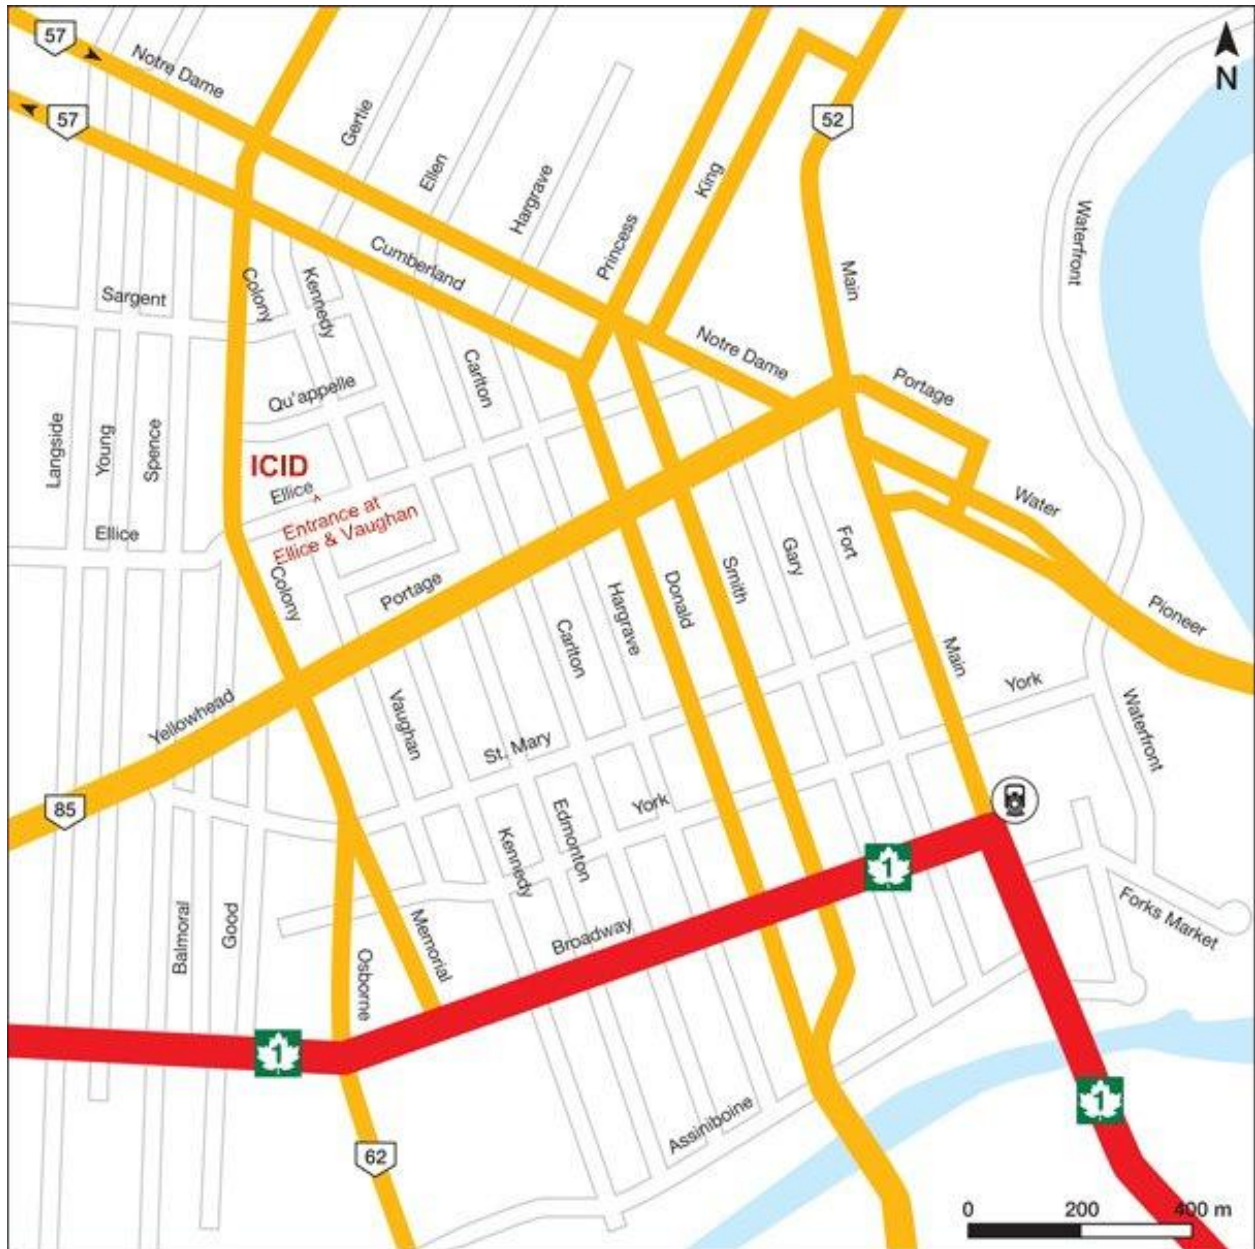 57
Notre Dame
57
Gertie
Ellen
Hargrave
52
N
King
Princess
Waterfront
Cumberland
Main
Sargent
Colony
Kennedy
Notre Dame
Portage
Carlton
Qu'appelle
Langside
Young
Spence
ICID
Ellice
Entrance at
Ellice & Vaughan
Ellice
Water
Colony
Portage
Fort
Gary
Smith
Donald
Hargrave
Carlton
Pioneer
Main
York
Waterfront
Yellowhead
Vaughan
St. Mary
85
York
Edmonton
Kennedy
1
Balmoral
Good
Memorial
Broadway
Forks Market
Osborne
1
1
Assiniboine
62
0 200 400 m